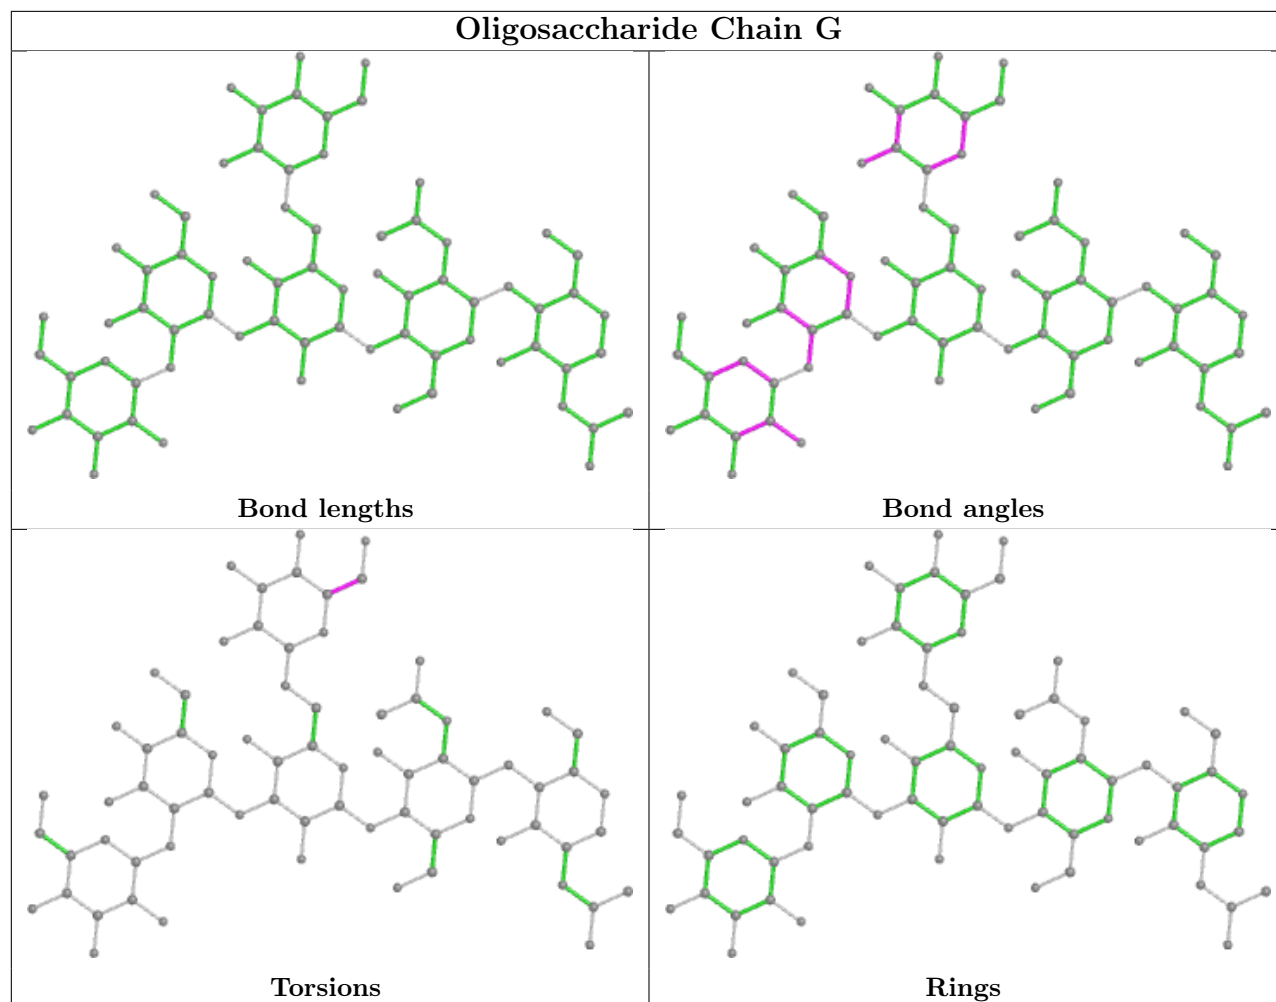 Oligosaccharide Chain G
Bond lengths
Bond angles
Torsions
Rings